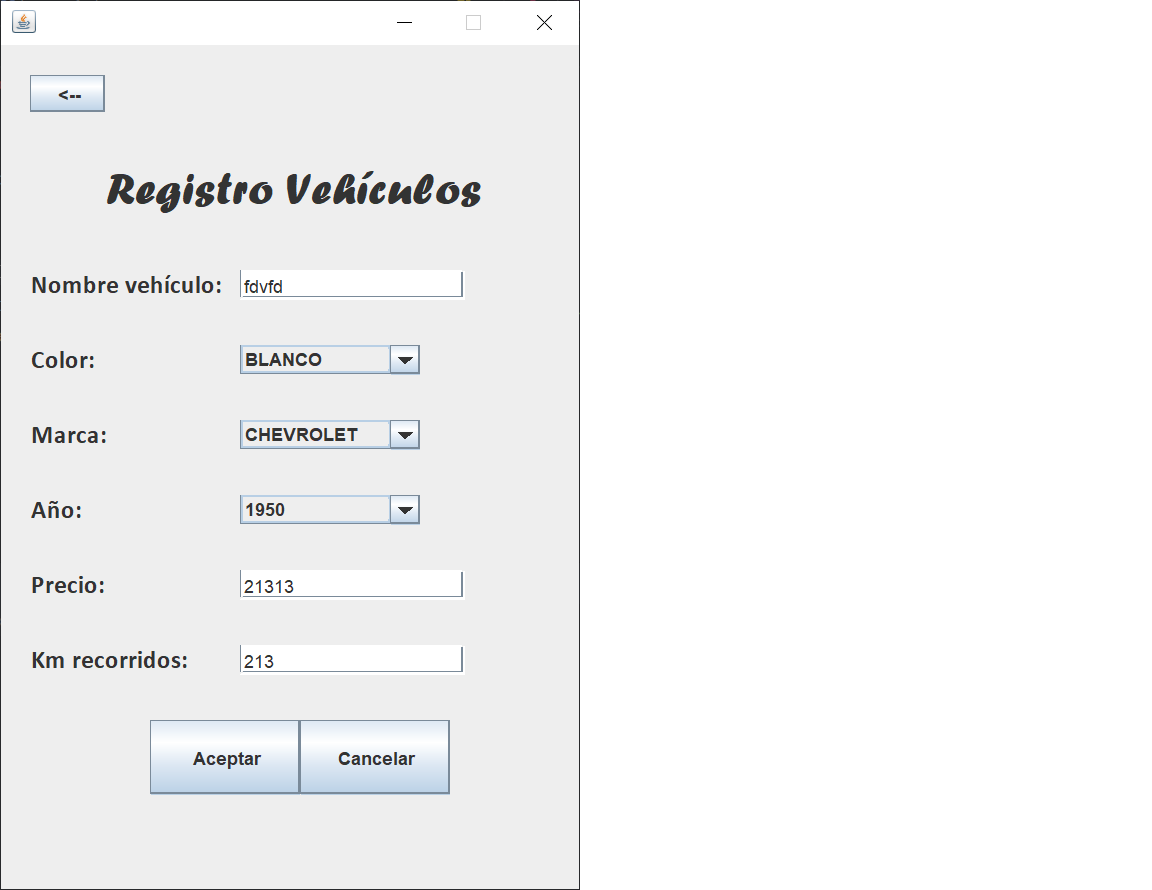 <--
Registro Vehículos
Nombre vehículo: fdvfd
Color: BLANCO
Marca: CHEVROLET
Año: 1950
Precio: 21313
Km recorridos: 213
Aceptar Cancelar